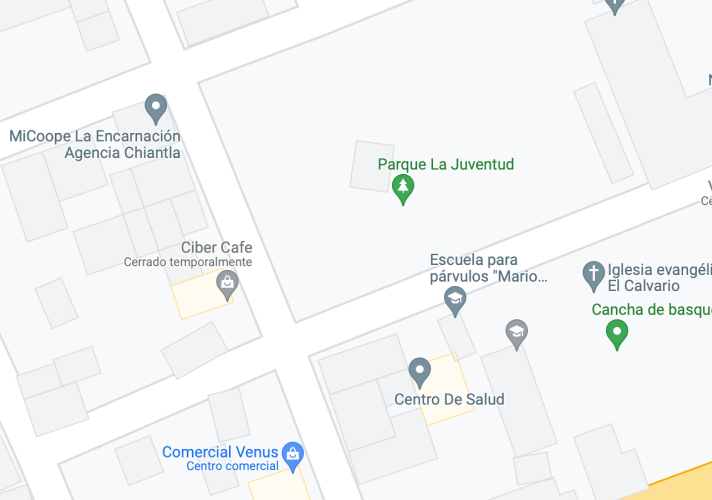 MiCoope La Encarnación
Agencia Chiantla
Parque La Juventud
Ciber Cafe
Cerrado temporalmente
Escuela para
párvulos "Mario...
Iglesia evangéli
El Calvario
Cancha de basque
Centro De Salud
Comercial Venus
Centro comercial